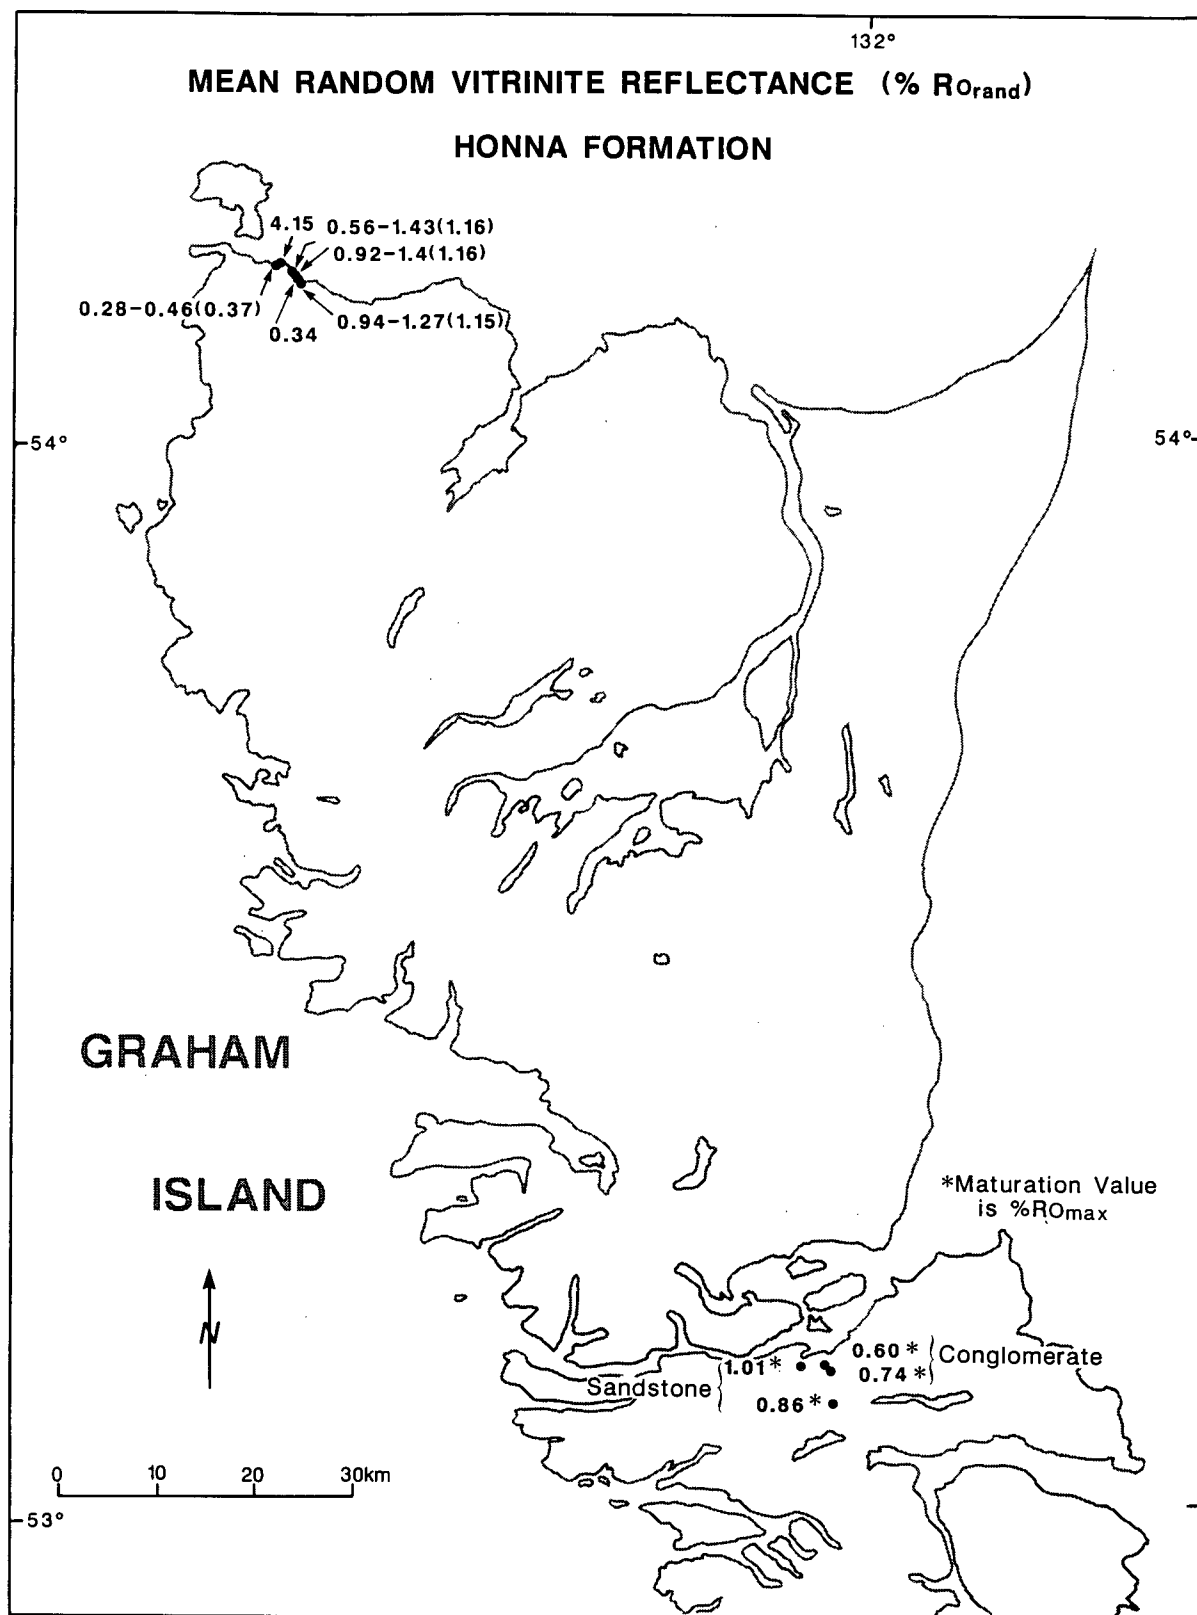 132°
MEAN RANDOM VITRINITE REFLECTANCE (% ROrand)
HONNA FORMATION
4.15
0.56-1.43(1.16)
0.92-1.4(1.16)
0.28-0.46(0.37)
0.94-1.27(1.15)
0.34
54°
54°
GRAHAM
ISLAND
*Maturation Value
is %ROmax
N
0.60*
1.01*
Conglomerate
0.74*
Sandstone
0.86*
0 10 20 30km
53°